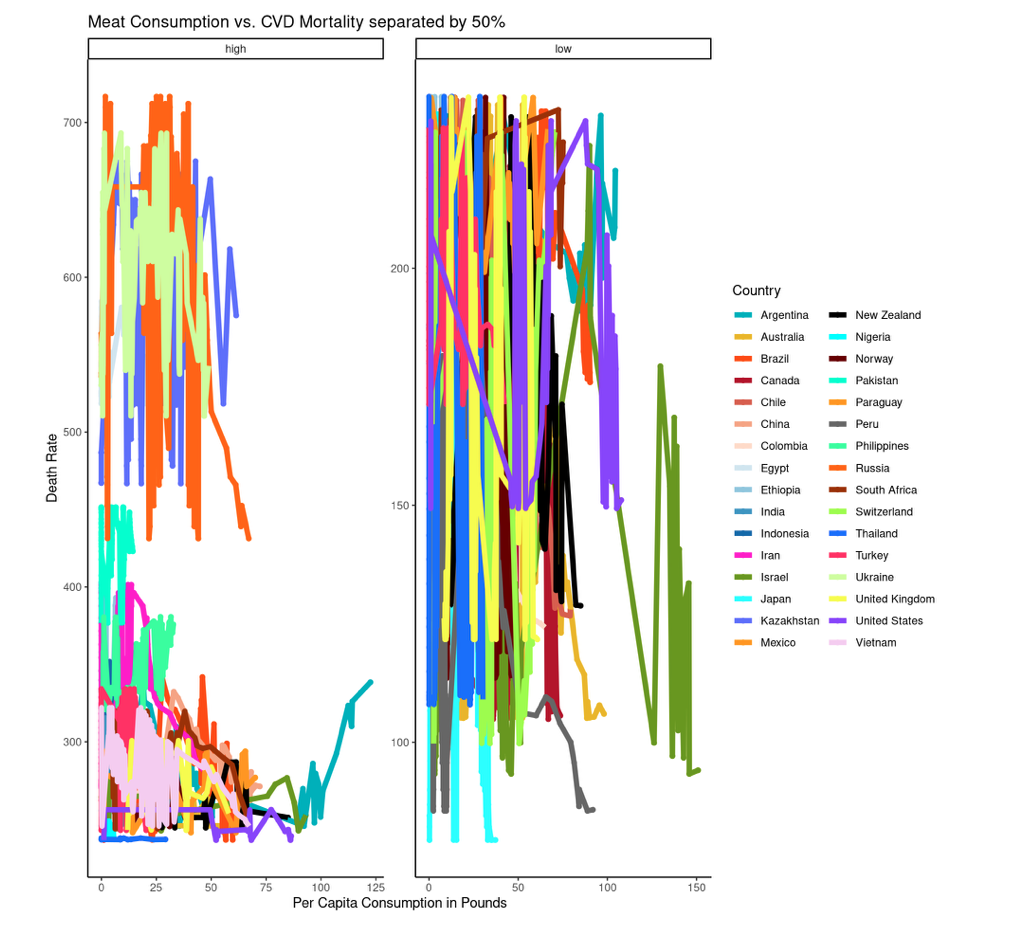 Meat Consumption vs. CVD Mortality separated by 50%
high
low
700
600
500
400
300
200
150
100
Death Rate
0
25
50
75
100
125
0
50
100
150
Per Capita Consumption in Pounds
Country
Argentina
Australia
Brazil
Canada
Chile
China
Colombia
Egypt
Ethiopia
India
Indonesia
Iran
Israel
Japan
Kazakhstan
Mexico
New Zealand
Nigeria
Norway
Pakistan
Paraguay
Peru
Philippines
Russia
South Africa
Switzerland
Thailand
Turkey
Ukraine
United Kingdom
United States
Vietnam